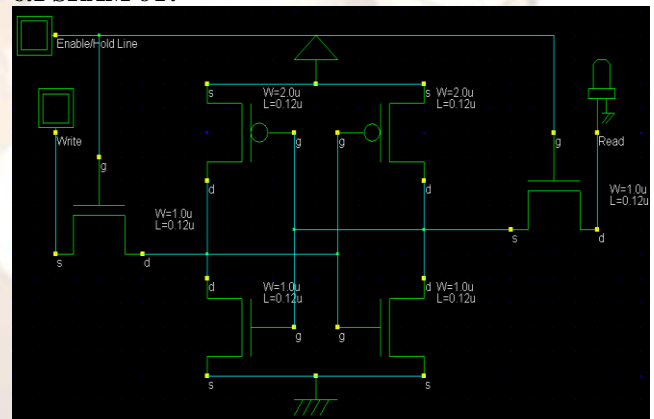 Enable/Hold Line
Write
g
s
d
W=1.0u
L=0.12u
s
W=2.0u
L=0.12u
g
d
s
W=2.0u
L=0.12u
g
d
d
W=1.0u
L=0.12u
g
s
d
W=1.0u
L=0.12u
g
s
g
Read
W=1.0u
L=0.12u
s
d